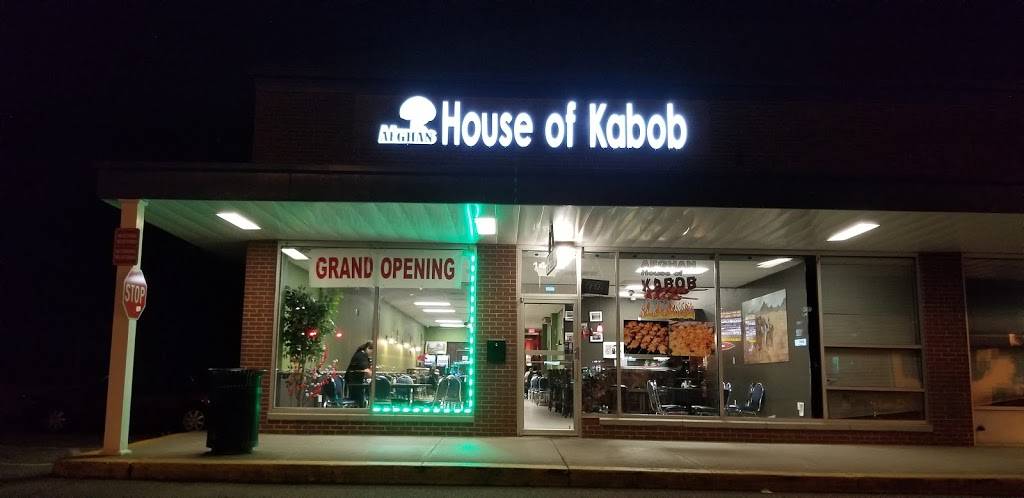 AFGHAN House of Kabob
GRAND OPENING
AFGHAN
House of
KABOB
STOP